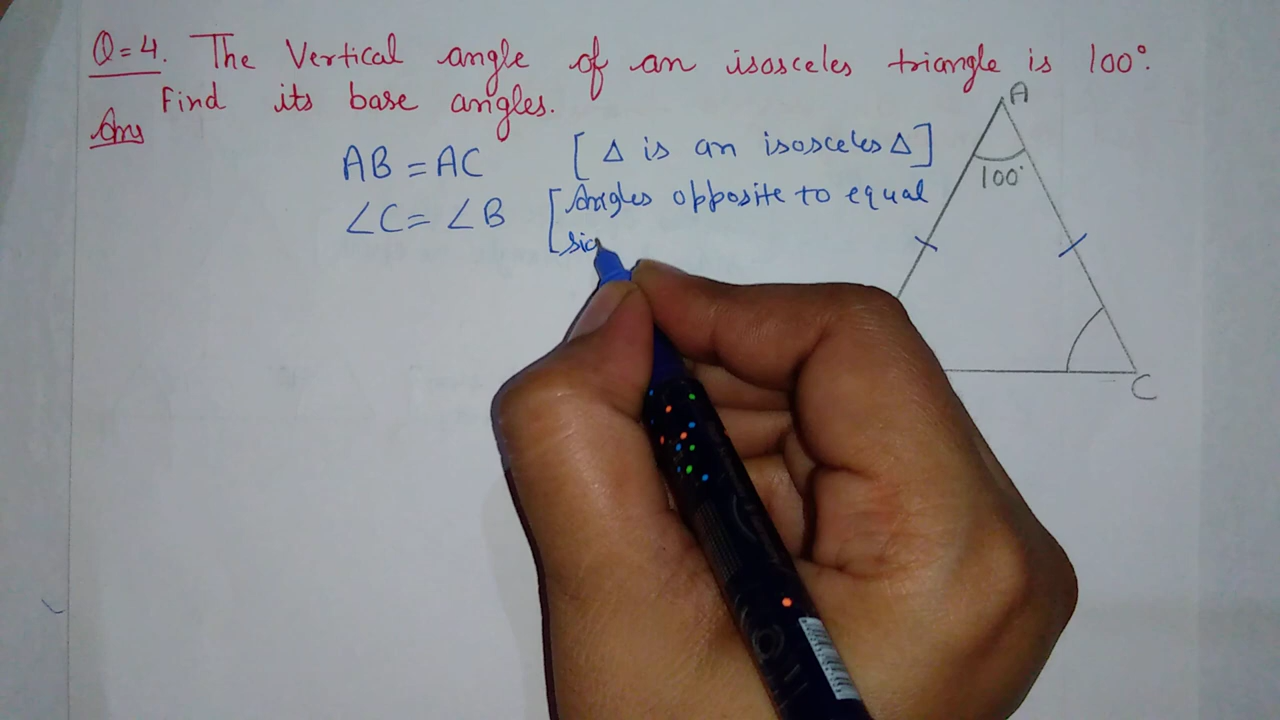 Q=4. The Vertical angle of an isosceles triangle is 100°.
Find its base angles.
Ans
AB = AC [ Δ is an isosceles Δ ]
∠C = ∠B [ Angles opposite to equal
A
100°
C